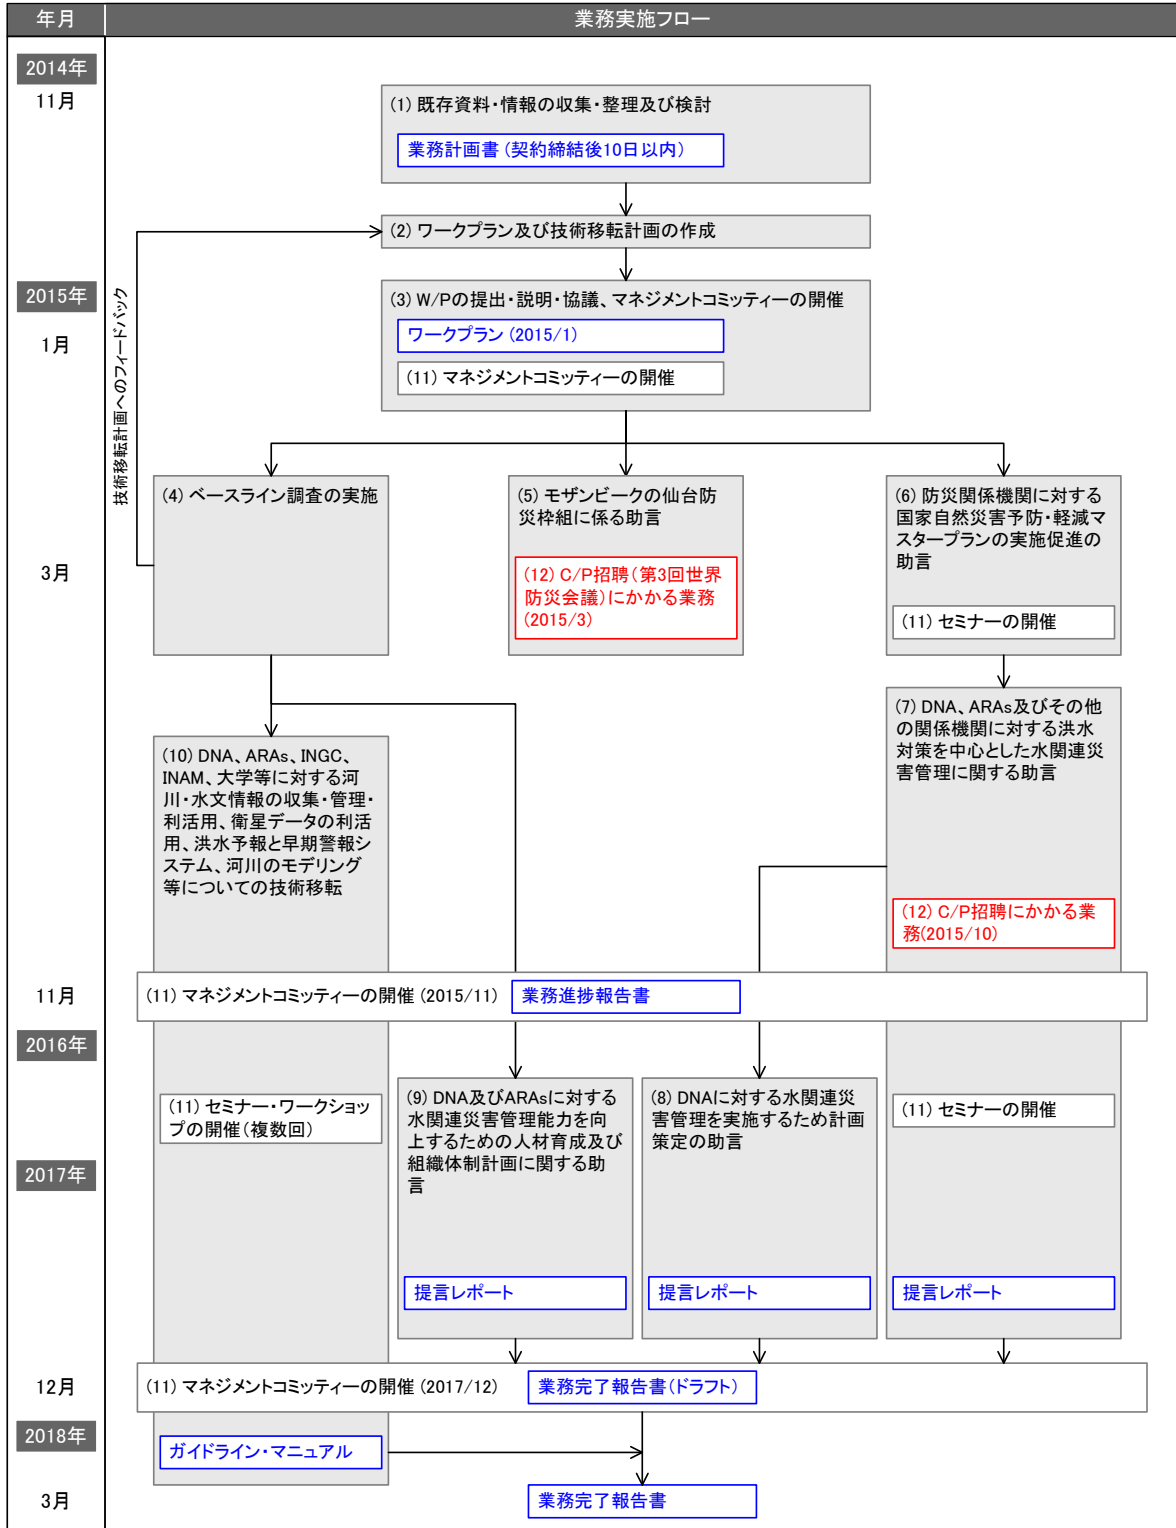 年月
業務実施フロー
2014年
11月
(1) 既存資料・情報の収集・整理及び検討
業務計画書 (契約締結後10日以内)
(2) ワークプラン及び技術移転計画の作成
技術移転計画へのフィードバック
2015年
1月
(3) W/Pの提出・説明・協議、マネジメントコミッティーの開催
ワークプラン (2015/1)
(11) マネジメントコミッティーの開催
3月
(4) ベースライン調査の実施
(5) モザンビークの仙台防
災枠組に係る助言
(12) C/P招聘(第3回世界
防災会議)にかかる業務
(2015/3)
(6) 防災関係機関に対する
国家自然災害予防・軽減マ
スタープランの実施促進の
助言
(11) セミナーの開催
(7) DNA、ARAs及びその他
の関係機関に対する洪水
対策を中心とした水関連災
害管理に関する助言
(12) C/P招聘にかかる業
務(2015/10)
(10) DNA、ARAs、INGC、
INAM、大学等に対する河
川・水文情報の収集・管理・
利活用、衛星データの利活
用、洪水予報と早期警報シ
ステム、河川のモデリング
等についての技術移転
11月
(11) マネジメントコミッティーの開催 (2015/11)
業務進捗報告書
2016年
(11) セミナー・ワークショッ
プの開催(複数回)
(9) DNA及びARAsに対する
水関連災害管理能力を向
上するための人材育成及び
組織体制計画に関する助
言
(8) DNAに対する水関連災
害管理を実施するため計画
策定の助言
(11) セミナーの開催
2017年
提言レポート
提言レポート
提言レポート
12月
(11) マネジメントコミッティーの開催 (2017/12)
業務完了報告書(ドラフト)
2018年
ガイドライン・マニュアル
3月
業務完了報告書